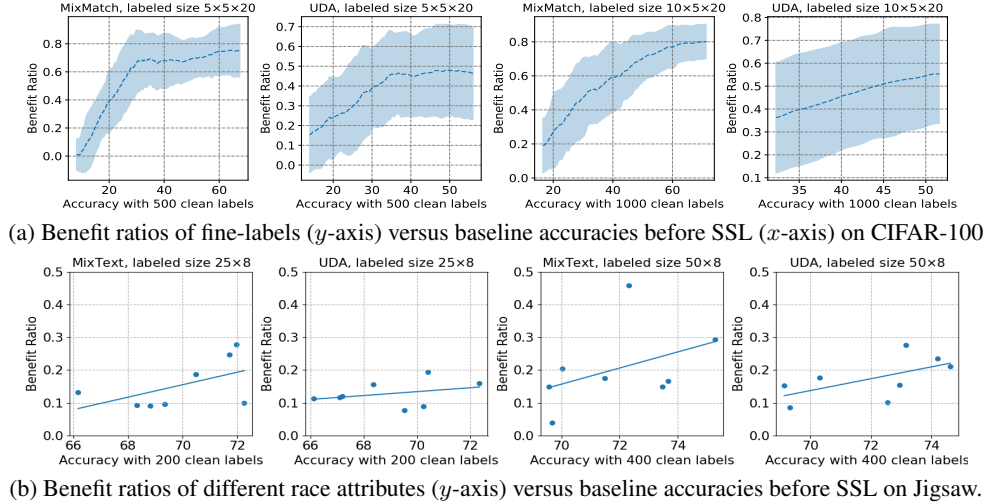 MixMatch, labeled size 5×5×20
UDA, labeled size 5×5×20
MixMatch, labeled size 10×5×20
UDA, labeled size 10×5×20
Benefit Ratio
0.8
0.6
0.4
0.2
0.0
20 40 60
Accuracy with 500 clean labels
Benefit Ratio
0.7
0.6
0.5
0.4
0.3
0.2
0.1
0.0
20 30 40 50
Accuracy with 500 clean labels
Benefit Ratio
0.8
0.6
0.4
0.2
0.0
20 40 60
Accuracy with 1000 clean labels
Benefit Ratio
0.8
0.7
0.6
0.5
0.4
0.3
0.2
0.1
35 40 45 50
Accuracy with 1000 clean labels
(a) Benefit ratios of fine-labels (y-axis) versus baseline accuracies before SSL (x-axis) on CIFAR-100
MixText, labeled size 25×8
UDA, labeled size 25×8
MixText, labeled size 50×8
UDA, labeled size 50×8
Benefit Ratio
0.5
0.4
0.3
0.2
0.1
0.0
66 68 70 72
Accuracy with 200 clean labels
Benefit Ratio
0.5
0.4
0.3
0.2
0.1
0.0
66 68 70 72
Accuracy with 200 clean labels
Benefit Ratio
0.5
0.4
0.3
0.2
0.1
0.0
70 72 74
Accuracy with 400 clean labels
Benefit Ratio
0.5
0.4
0.3
0.2
0.1
0.0
70 72 74
Accuracy with 400 clean labels
(b) Benefit ratios of different race attributes (y-axis) versus baseline accuracies before SSL on Jigsaw.